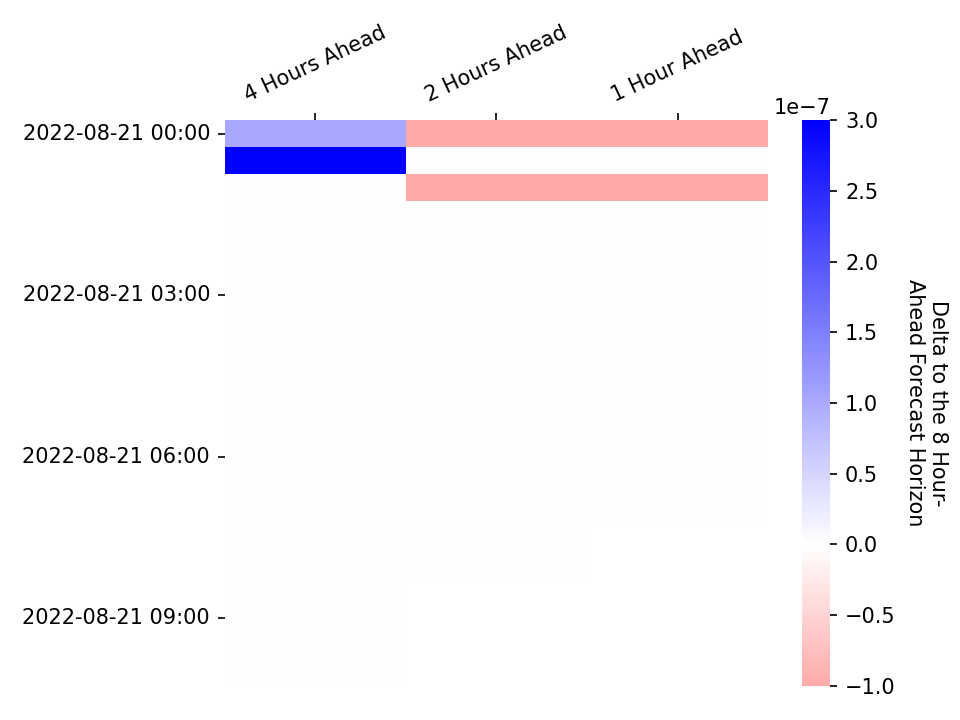 4 Hours Ahead
2 Hours Ahead
1 Hour Ahead
1e−7
2022-08-21 00:00
2022-08-21 03:00
2022-08-21 06:00
2022-08-21 09:00
3.0
2.5
2.0
1.5
1.0
0.5
0.0
−0.5
−1.0
Delta to the 8 Hour-
Ahead Forecast Horizon